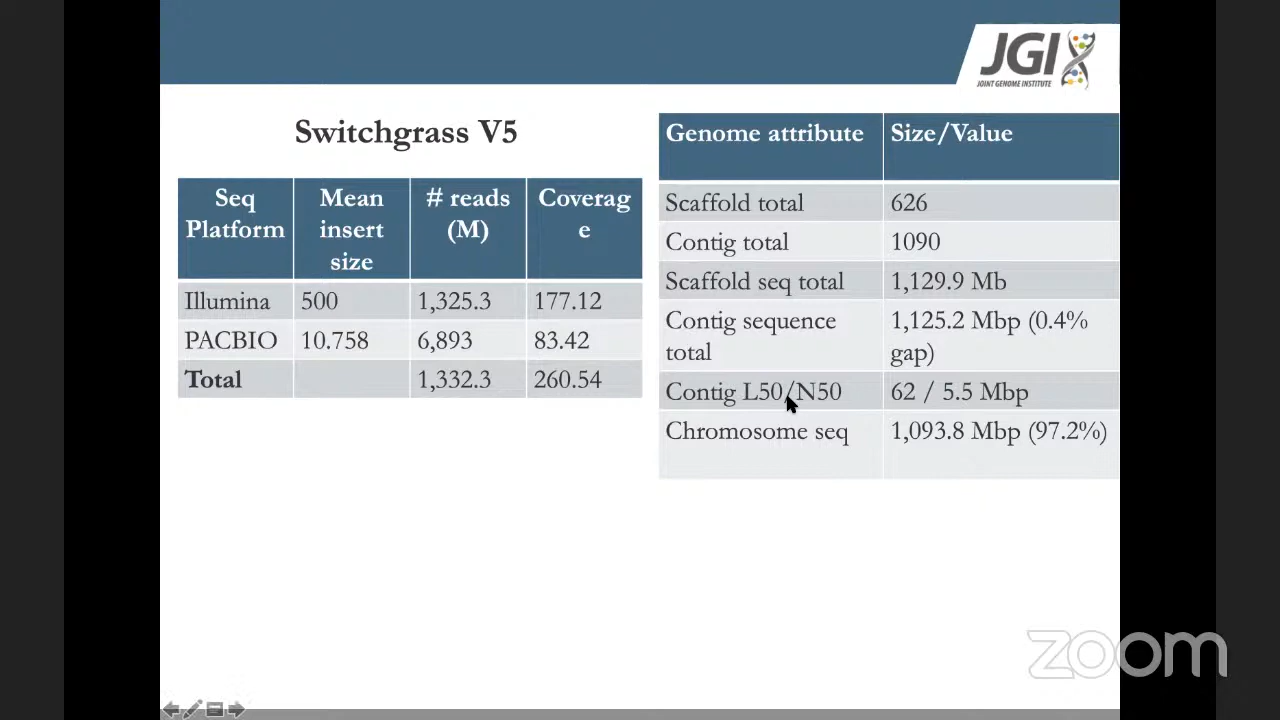 JGI
JOINT GENOME INSTITUTE
Switchgrass V5
Seq Platform	Mean insert size	# reads (M)	Coverag e
Illumina	500	1,325.3	177.12
PACBIO	10.758	6,893	83.42
Total		1,332.3	260.54
Genome attribute	Size/Value
Scaffold total	626
Contig total	1090
Scaffold seq total	1,129.9 Mb
Contig sequence total	1,125.2 Mbp (0.4% gap)
Contig L50/N50	62 / 5.5 Mbp
Chromosome seq	1,093.8 Mbp (97.2%)
zoom